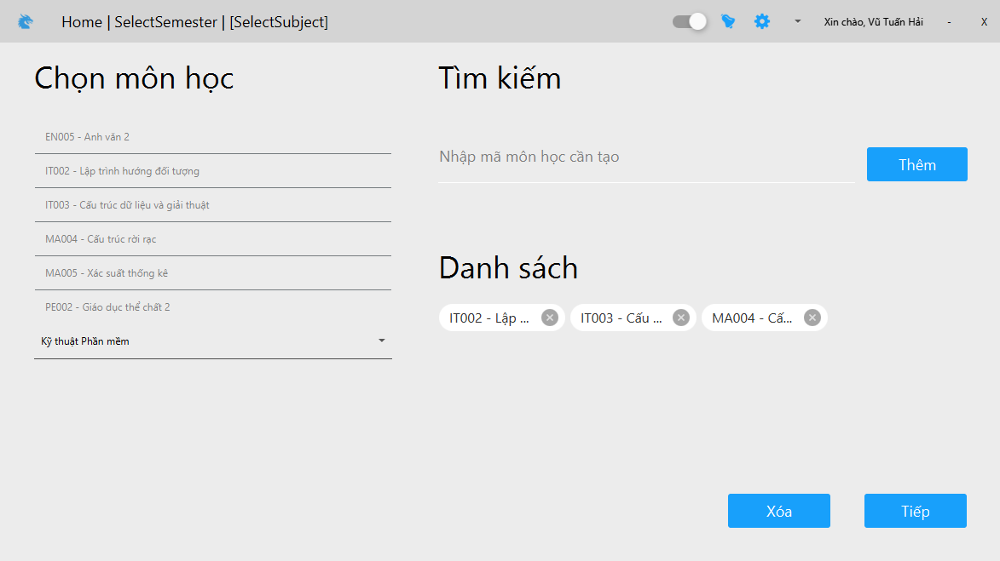 Home | SelectSemester | [SelectSubject]
Xin chào, Vũ Tuấn Hải
-
X
Chọn môn học
EN005 - Anh văn 2
IT002 - Lập trình hướng đối tượng
IT003 - Cấu trúc dữ liệu và giải thuật
MA004 - Cấu trúc rời rạc
MA005 - Xác suất thống kê
PE002 - Giáo dục thể chất 2
Kỹ thuật Phần mềm
Tìm kiếm
Nhập mã môn học cần tạo
Thêm
Danh sách
IT002 - Lập ...
IT003 - Cấu ...
MA004 - Cấ...
Xóa
Tiếp